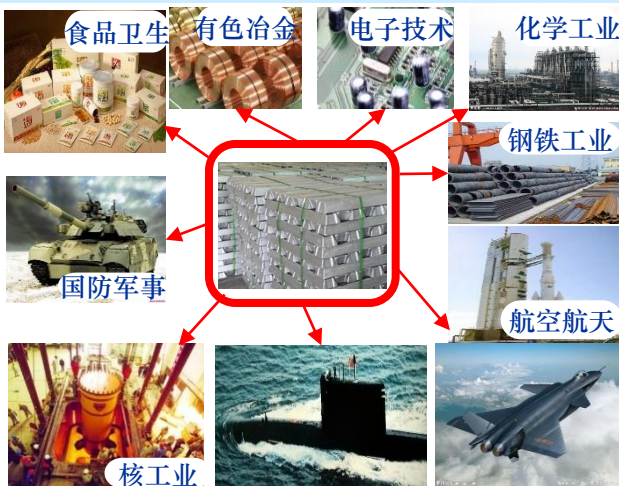 食品卫生
有色冶金
电子技术
化学工业
钢铁工业
国防军事
航空航天
核工业